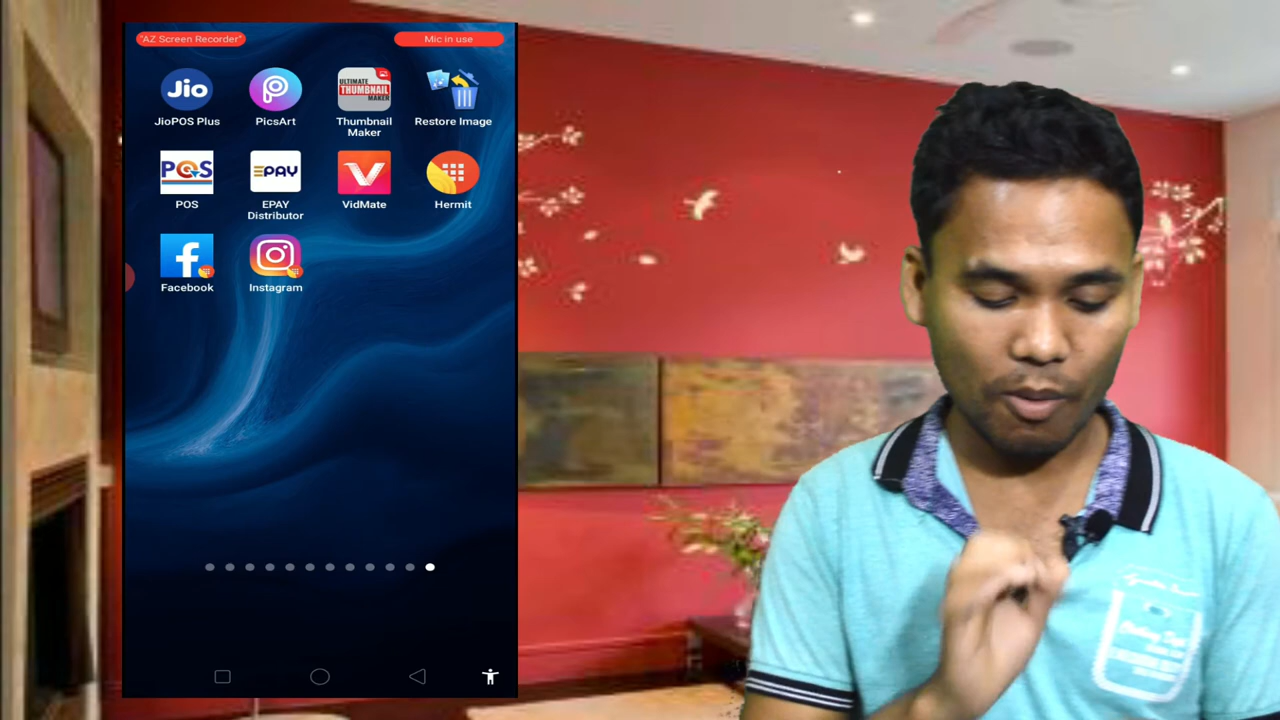 "AZ Screen Recorder"
Mic in use
Jio
ULTIMATE
THUMBNAIL
MAKER
JioPOS Plus
PicsArt
Thumbnail
Maker
Restore Image
POS
EPAY
POS
EPAY
Distributor
VidMate
Hermit
Facebook
Instagram